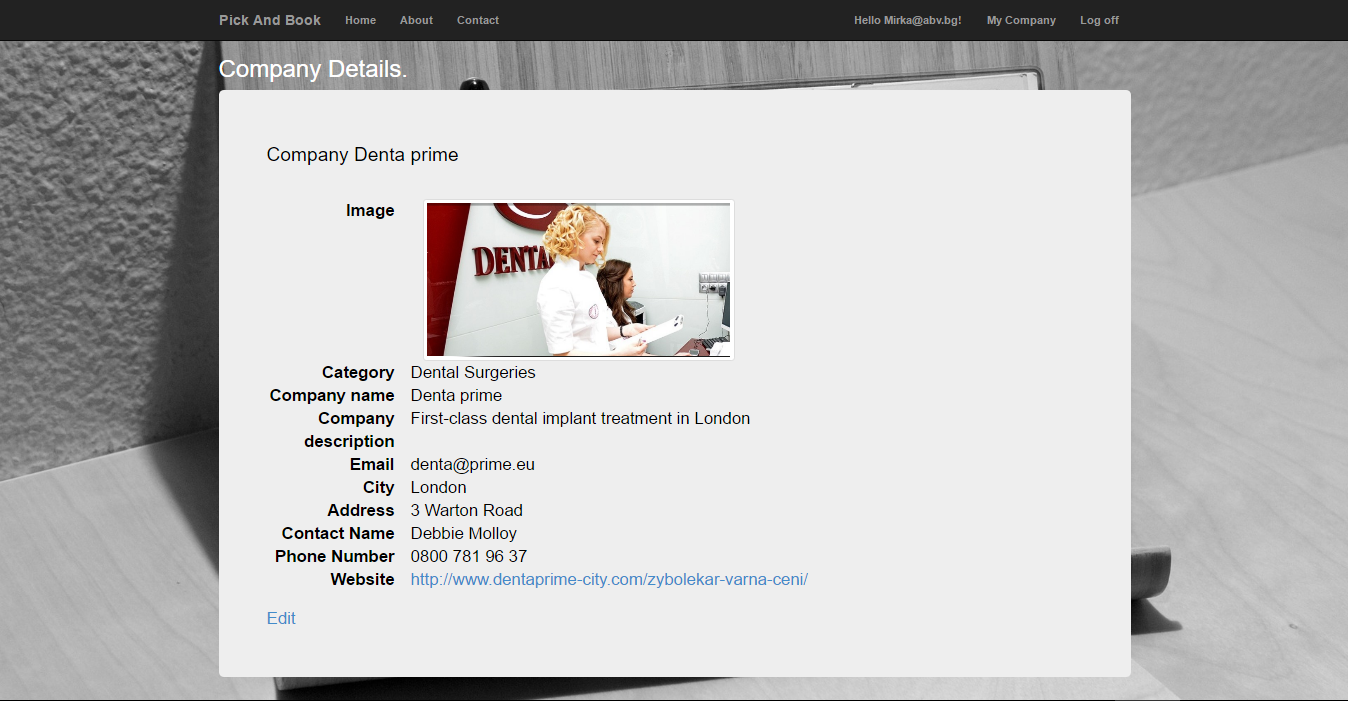 Pick And Book Home About Contact Hello Mirka@abv.bg! My Company Log off
Company Details.
Company Denta prime
Image
DENTA
Category Dental Surgeries
Company name Denta prime
Company First-class dental implant treatment in London
description
Email denta@prime.eu
City London
Address 3 Warton Road
Contact Name Debbie Molloy
Phone Number 0800 781 96 37
Website http://www.dentaprime-city.com/zybolekar-varna-ceni/
Edit